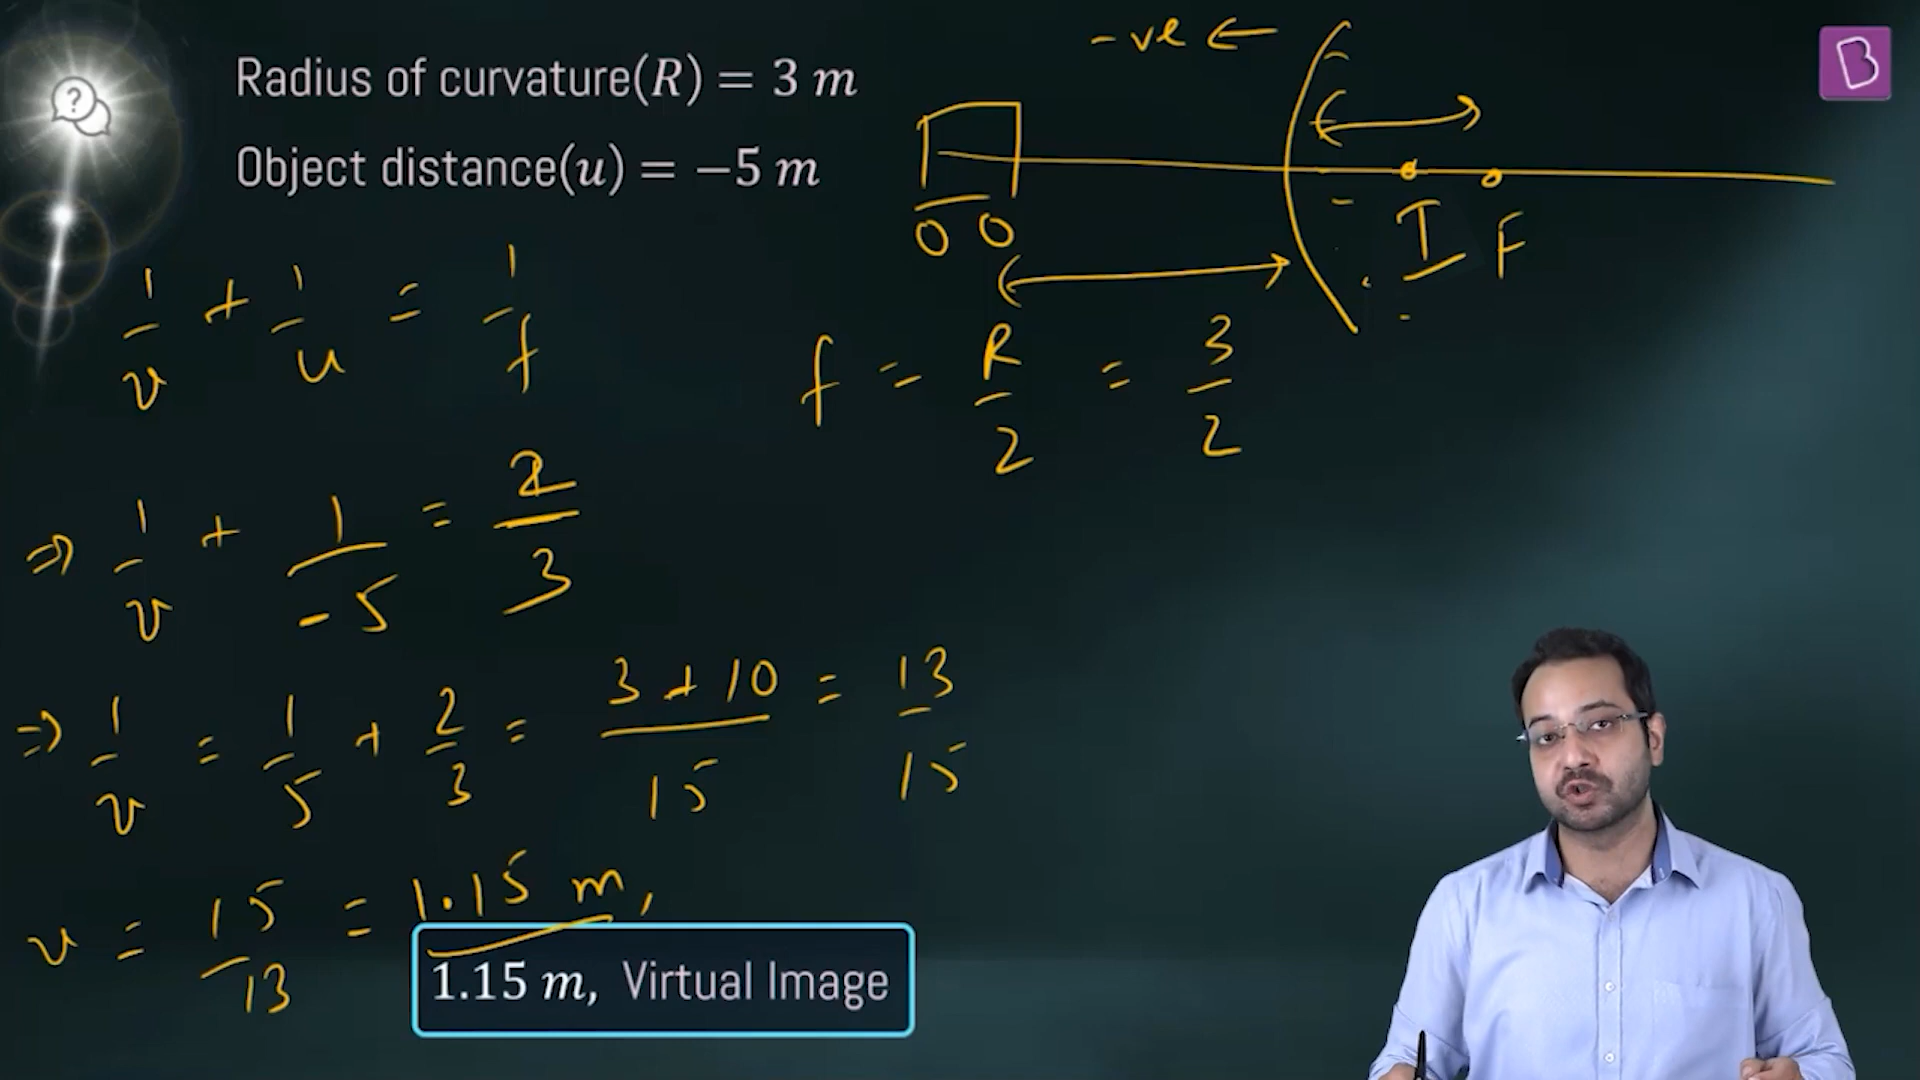 Radius of curvature(R) = 3 m
Object distance(u) = −5 m
-ve ←
I F
1/v + 1/u = 1/f
f = R/2 = 3/2
⇒ 1/v + 1/-5 = 2/3
⇒ 1/v = 1/5 + 2/3 = 3+10/15 = 13/15
v = 15/13 = 1.15 m,
1.15 m, Virtual Image